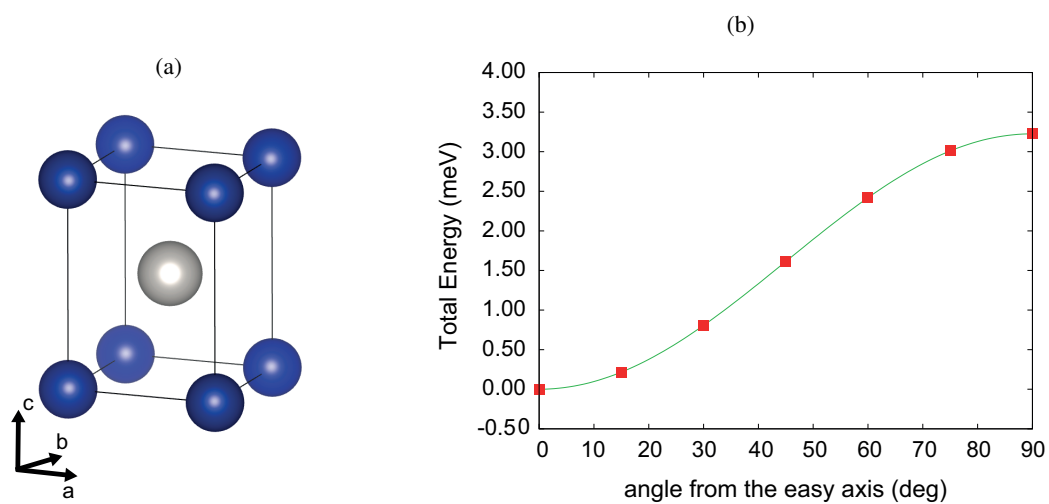 (a)
c
b
a
(b)
Total Energy (meV)
4.00
3.50
3.00
2.50
2.00
1.50
1.00
0.50
0.00
-0.50
0 10 20 30 40 50 60 70 80 90
angle from the easy axis (deg)